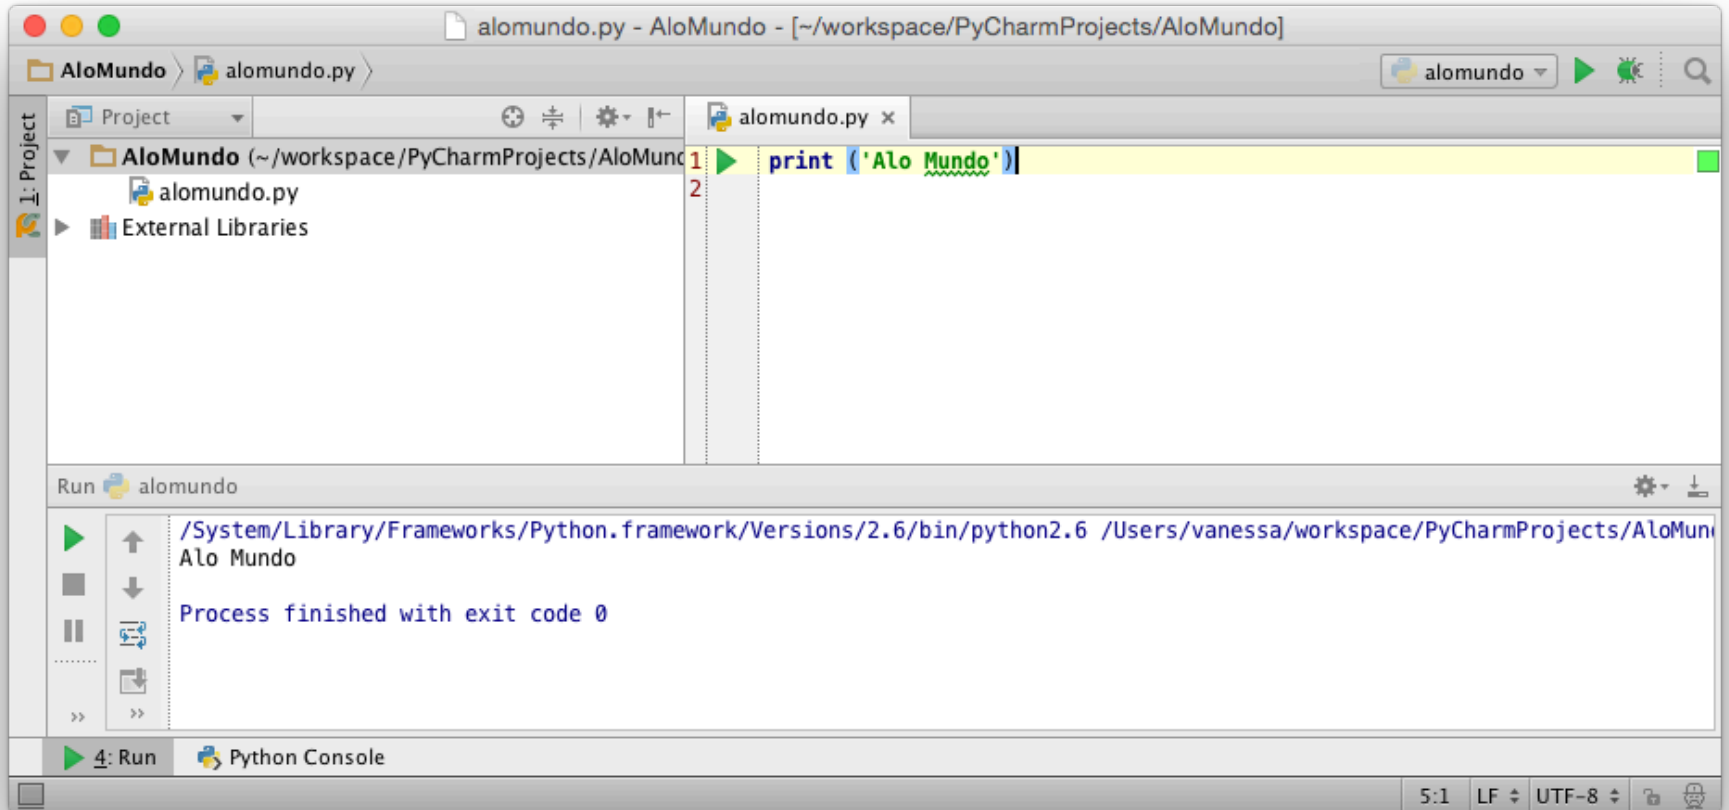 alomundo.py - AloMundo - [~/workspace/PyCharmProjects/AloMundo]
AloMundo alomundo.py
alomundo
1: Project
Project
AloMundo (~/workspace/PyCharmProjects/AloMund
alomundo.py
External Libraries
alomundo.py ×
1 print ('Alo Mundo')
2
Run alomundo
/System/Library/Frameworks/Python.framework/Versions/2.6/bin/python2.6 /Users/vanessa/workspace/PyCharmProjects/AloMun
Alo Mundo
Process finished with exit code 0
>> >>
4: Run Python Console
5:1 LF UTF-8